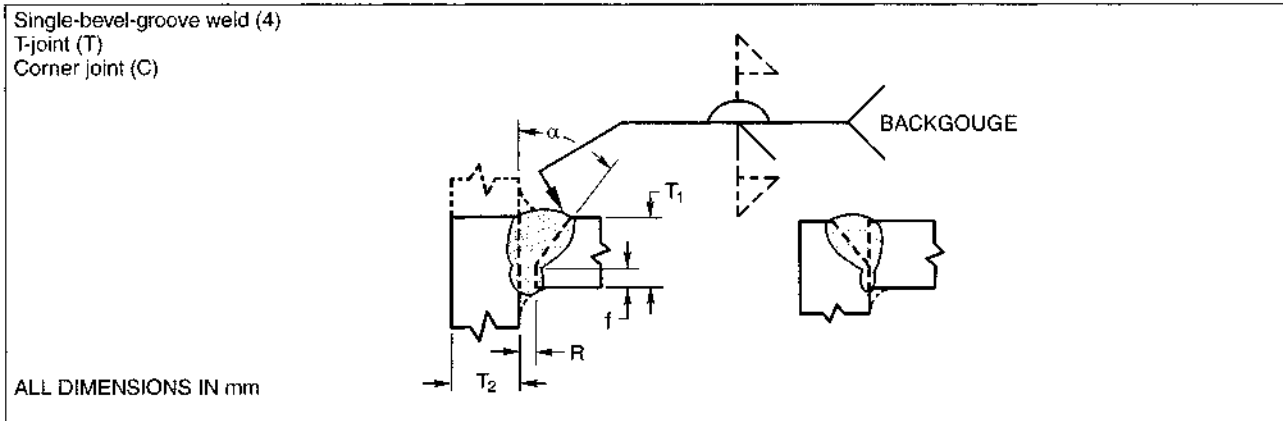 Single-bevel-groove weld (4)
T-joint (T)
Corner joint (C)
BACKGOUGE
α
T₁
f
R
T₂
ALL DIMENSIONS IN mm